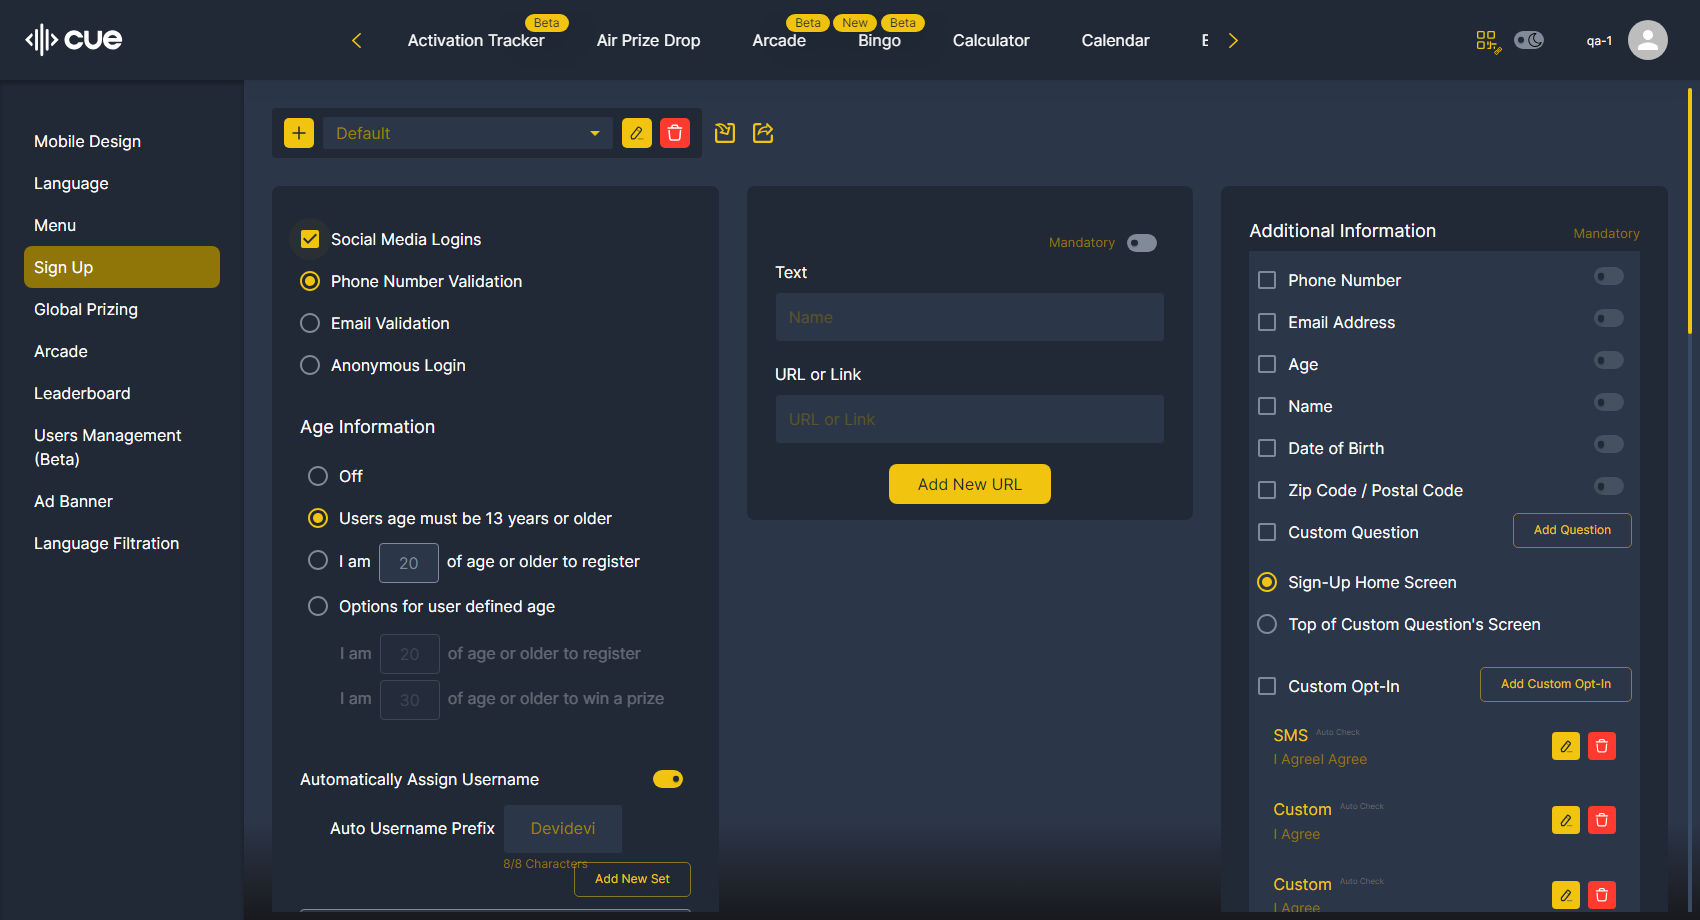 cue
Activation Tracker
Beta
Air Prize Drop
Arcade
Beta
Bingo
New
Beta
Calculator
Calendar
qa-1
Mobile Design
Language
Menu
Sign Up
Global Prizing
Arcade
Leaderboard
Users Management
(Beta)
Ad Banner
Language Filtration
Default
Social Media Logins
Phone Number Validation
Email Validation
Anonymous Login
Age Information
Off
Users age must be 13 years or older
I am 20 of age or older to register
Options for user defined age
I am 20 of age or older to register
I am 30 of age or older to win a prize
Automatically Assign Username
Auto Username Prefix Devidevi
8/8 Characters
Add New Set
Mandatory
Text
Name
URL or Link
URL or Link
Add New URL
Additional Information Mandatory
Phone Number
Email Address
Age
Name
Date of Birth
Zip Code / Postal Code
Custom Question Add Question
Sign-Up Home Screen
Top of Custom Question's Screen
Custom Opt-In Add Custom Opt-In
SMS Auto Check
I AgreeI Agree
Custom Auto Check
I Agree
Custom Auto Check
I Agree